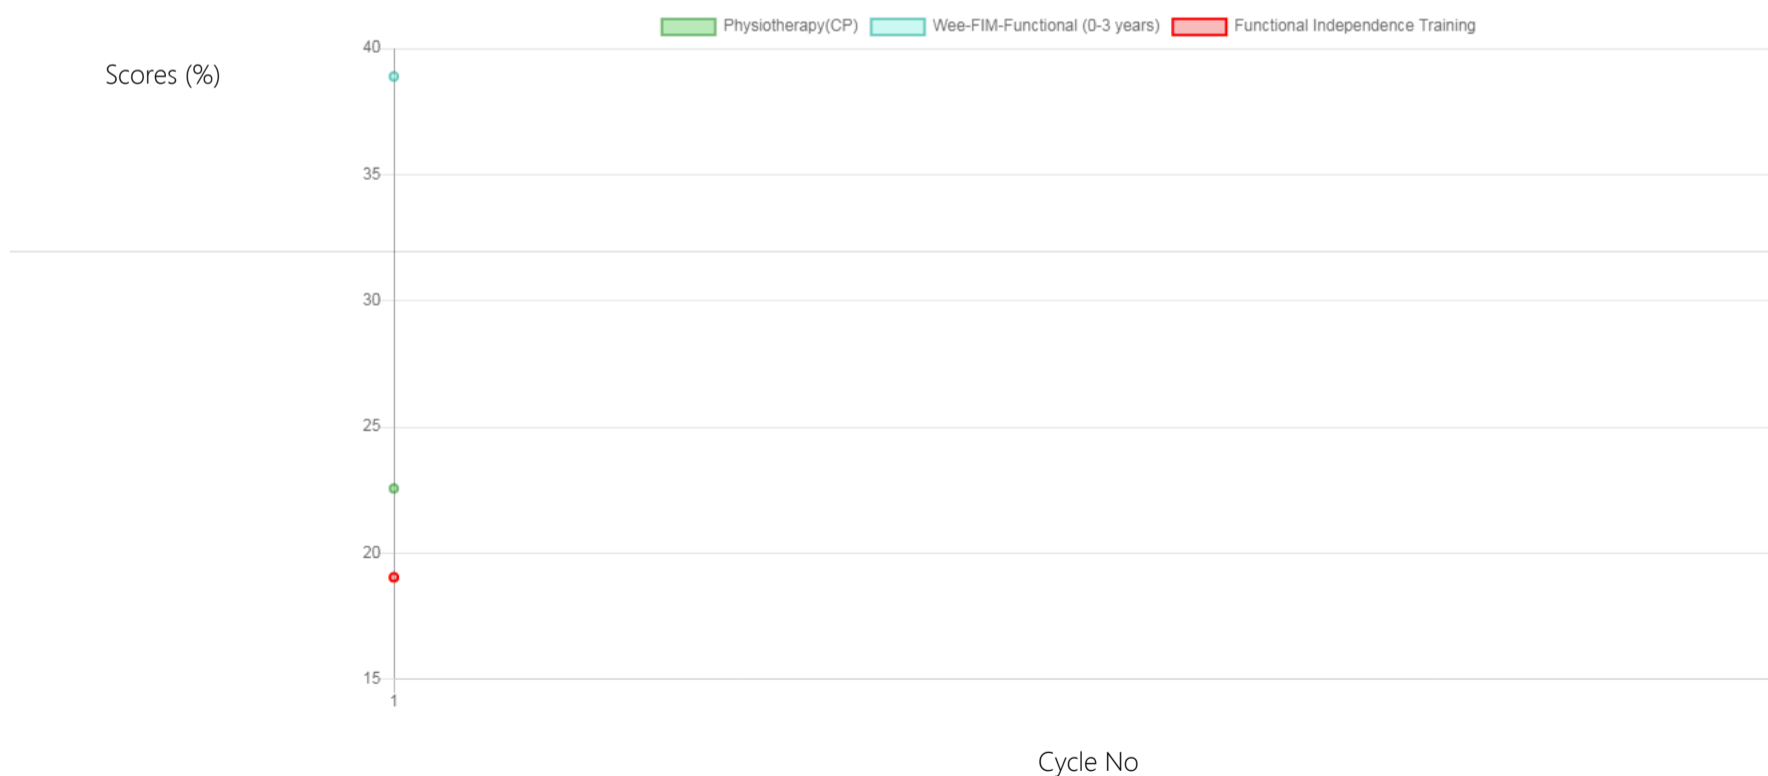 Physiotherapy(CP) Wee-FIM-Functional (0-3 years) Functional Independence Training
40
Scores (%)
35
30
25
20
15
1
Cycle No